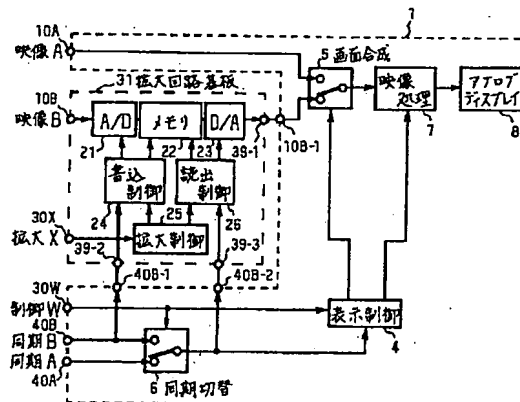 1
10A
映像A
5 画面合成
31 拡大回路基板
10B
映像B
A/D
メモリ
D/A
21
22
23
39-1
10B-1
映像
処理
7
アナログ
ディスプレイ
8
書込
制御
読出
制御
24
25
26
30X
拡大X
拡大制御
39-2
39-3
40B-1
40B-2
30W
制御W
40B
同期B
同期A
40A
6 同期切替
表示制御
4